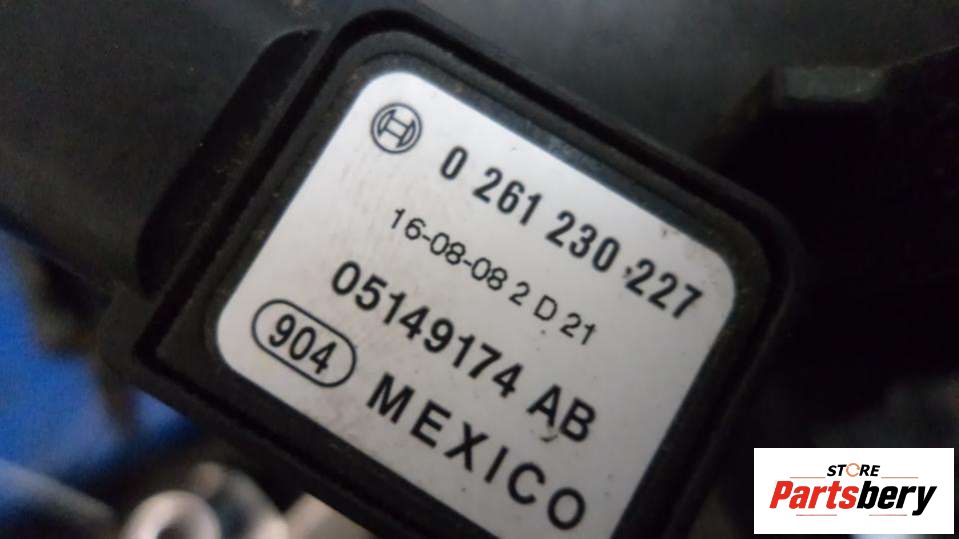 0 261 230 227
16-08-08 2 D 21
05149174 AB
904 MEXICO
STORE
Partsbery